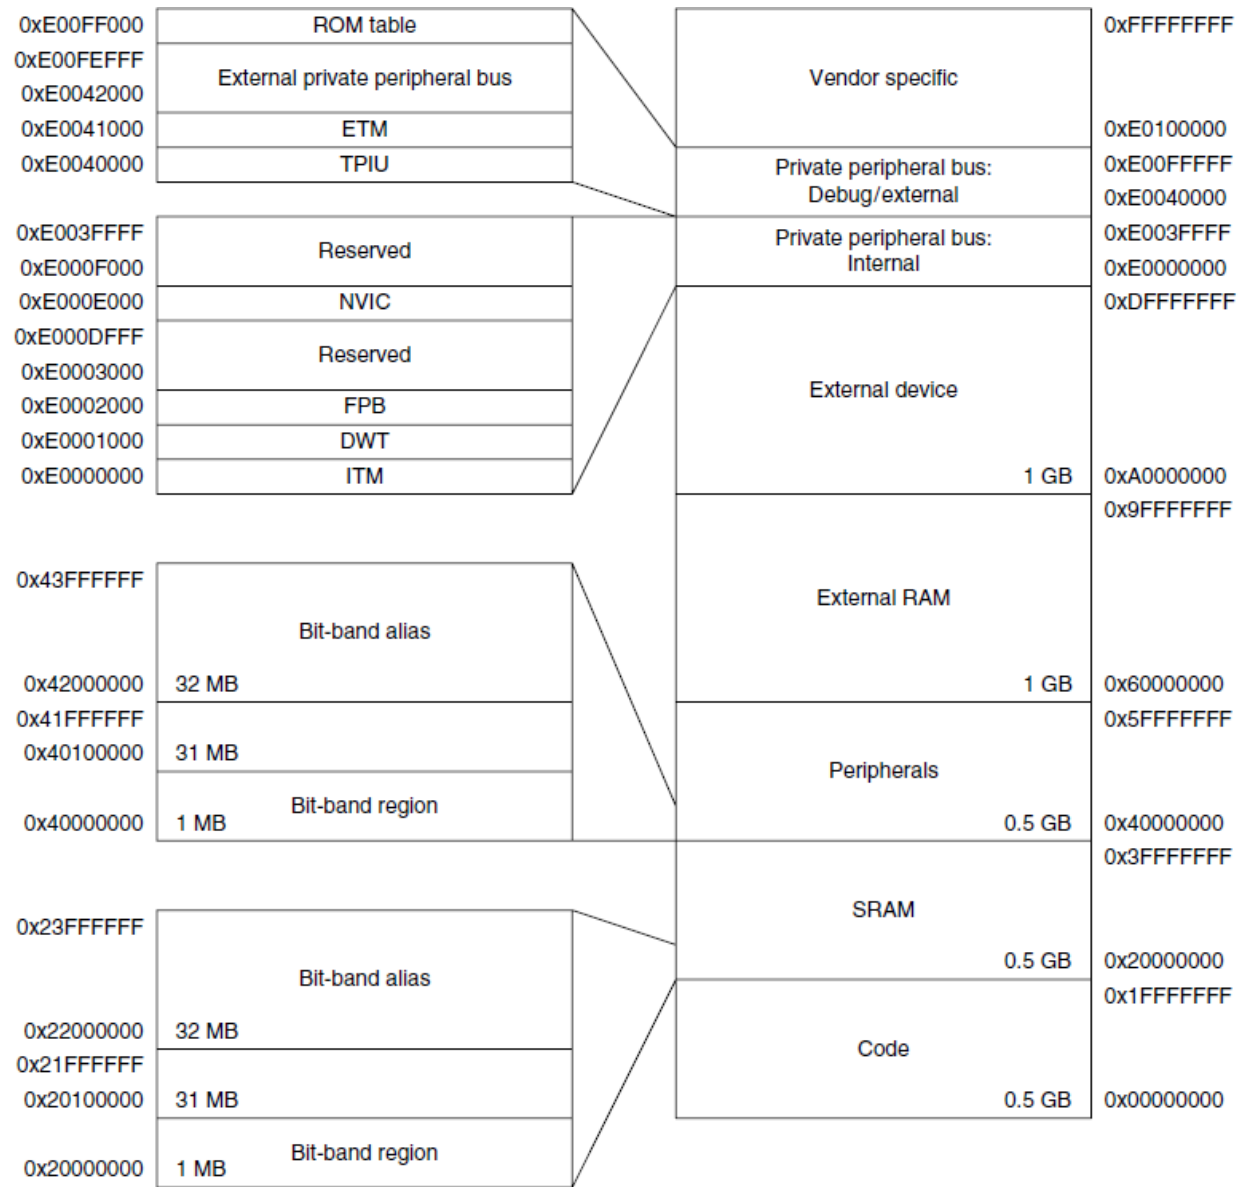 0xE00FF000 ROM table
0xE00FEFFF
External private peripheral bus
0xE0042000
0xE0041000 ETM
0xE0040000 TPIU
0xE003FFFF
Reserved
0xE000F000
0xE000E000 NVIC
0xE000DFFF
Reserved
0xE0003000
0xE0002000 FPB
0xE0001000 DWT
0xE0000000 ITM
0x43FFFFFF
Bit-band alias
0x42000000 32 MB
0x41FFFFFF
0x40100000 31 MB
Bit-band region
0x40000000 1 MB
0x23FFFFFF
Bit-band alias
0x22000000 32 MB
0x21FFFFFF
0x20100000 31 MB
Bit-band region
0x20000000 1 MB
0xFFFFFFFF
Vendor specific
0xE0100000
Private peripheral bus: 0xE00FFFFF
Debug/external 0xE0040000
Private peripheral bus: 0xE003FFFF
Internal 0xE0000000
0xDFFFFFFF
External device
1 GB 0xA0000000
0x9FFFFFFF
External RAM
1 GB 0x60000000
0x5FFFFFFF
Peripherals
0.5 GB 0x40000000
0x3FFFFFFF
SRAM
0.5 GB 0x20000000
0x1FFFFFFF
Code
0.5 GB 0x00000000